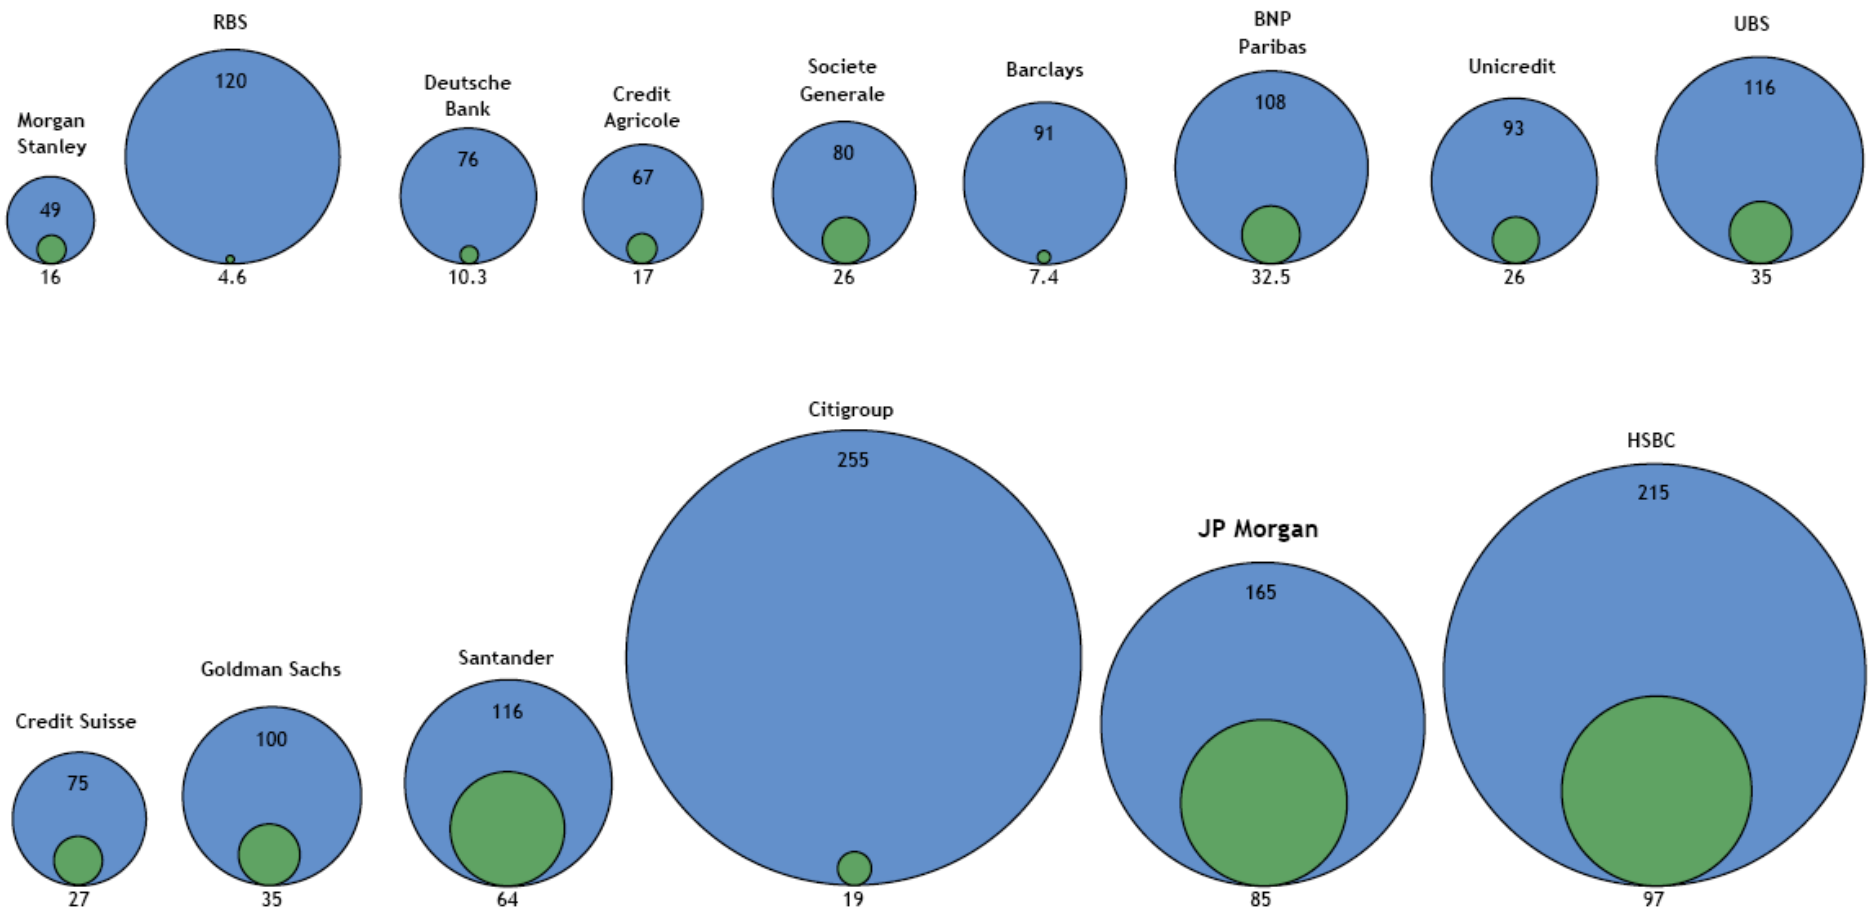 Morgan
Stanley
49
16
RBS
120
4.6
Deutsche
Bank
76
10.3
Credit
Agricole
67
17
Societe
Generale
80
26
Barclays
91
7.4
BNP
Paribas
108
32.5
Unicredit
93
26
UBS
116
35
Credit Suisse
75
27
Goldman Sachs
100
35
Santander
116
64
Citigroup
255
19
JP Morgan
165
85
HSBC
215
97